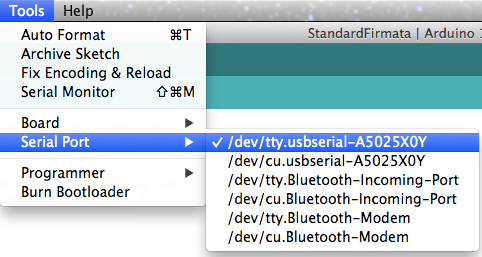 Tools Help
StandardFirmata | Arduino
Auto Format ⌘T
Archive Sketch
Fix Encoding & Reload
Serial Monitor ⇧⌘M
Board ▶
Serial Port ▶
✓ /dev/tty.usbserial-A5025X0Y
/dev/cu.usbserial-A5025X0Y
/dev/tty.Bluetooth-Incoming-Port
/dev/cu.Bluetooth-Incoming-Port
/dev/tty.Bluetooth-Modem
/dev/cu.Bluetooth-Modem
Programmer ▶
Burn Bootloader